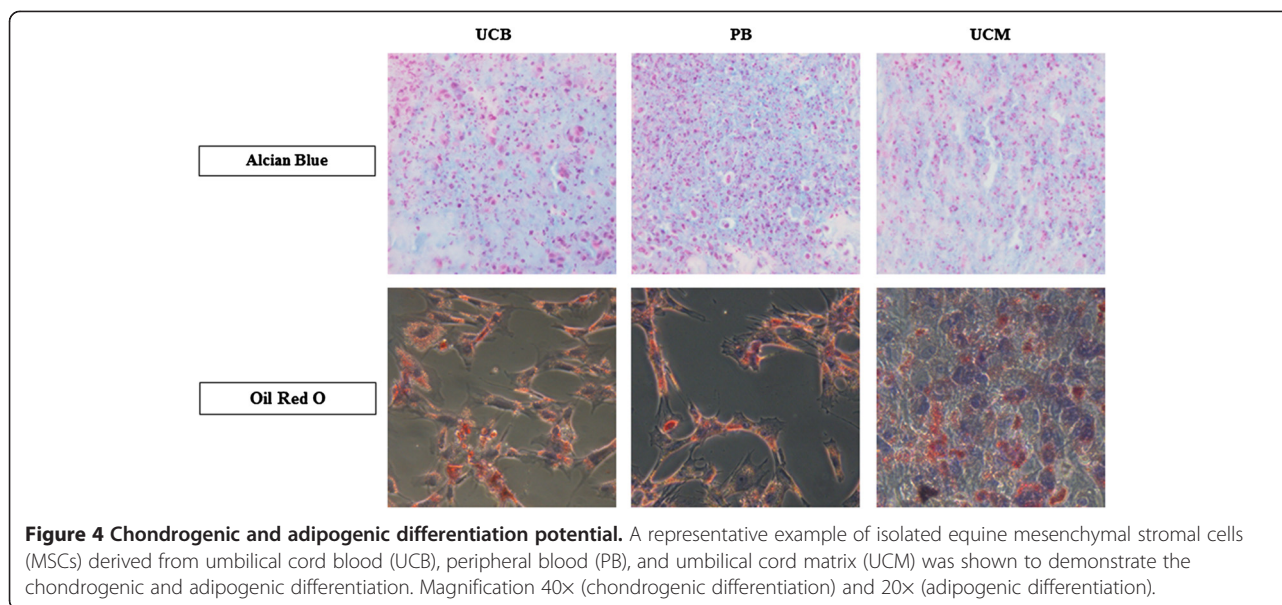 UCB PB UCM
Alcian Blue
Oil Red O
Figure 4 Chondrogenic and adipogenic differentiation potential. A representative example of isolated equine mesenchymal stromal cells
(MSCs) derived from umbilical cord blood (UCB), peripheral blood (PB), and umbilical cord matrix (UCM) was shown to demonstrate the
chondrogenic and adipogenic differentiation. Magnification 40× (chondrogenic differentiation) and 20× (adipogenic differentiation).